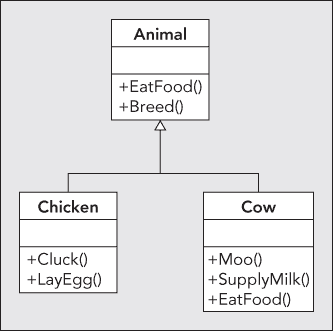 Animal
+EatFood()
+Breed()
Chicken
+Cluck()
+LayEgg()
Cow
+Moo()
+SupplyMilk()
+EatFood()